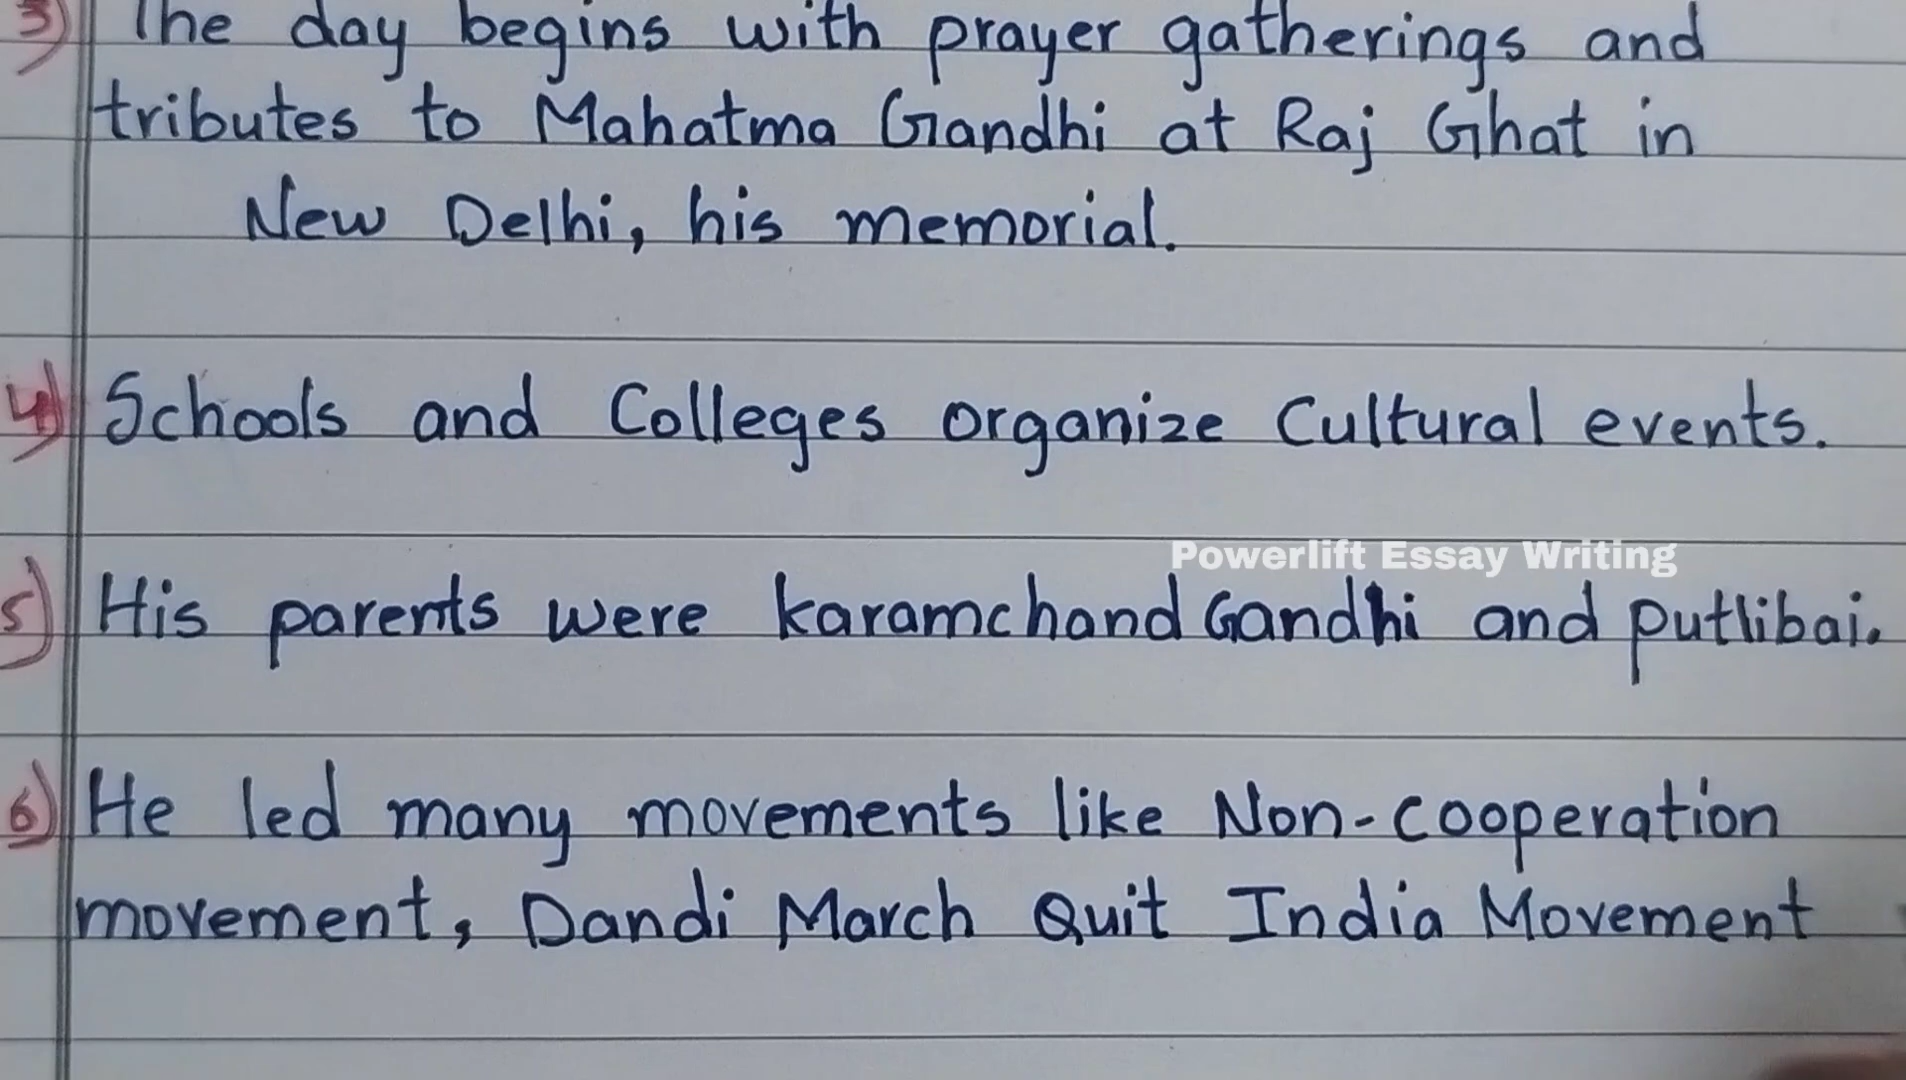 3) The day begins with prayer gatherings and
tributes to Mahatma Gandhi at Raj Ghat in
New Delhi, his memorial.
4) Schools and Colleges organize Cultural events.
Powerlift Essay Writing
5) His parents were Karamchand Gandhi and Putlibai.
6) He led many movements like Non-cooperation
movement, Dandi March Quit India Movement